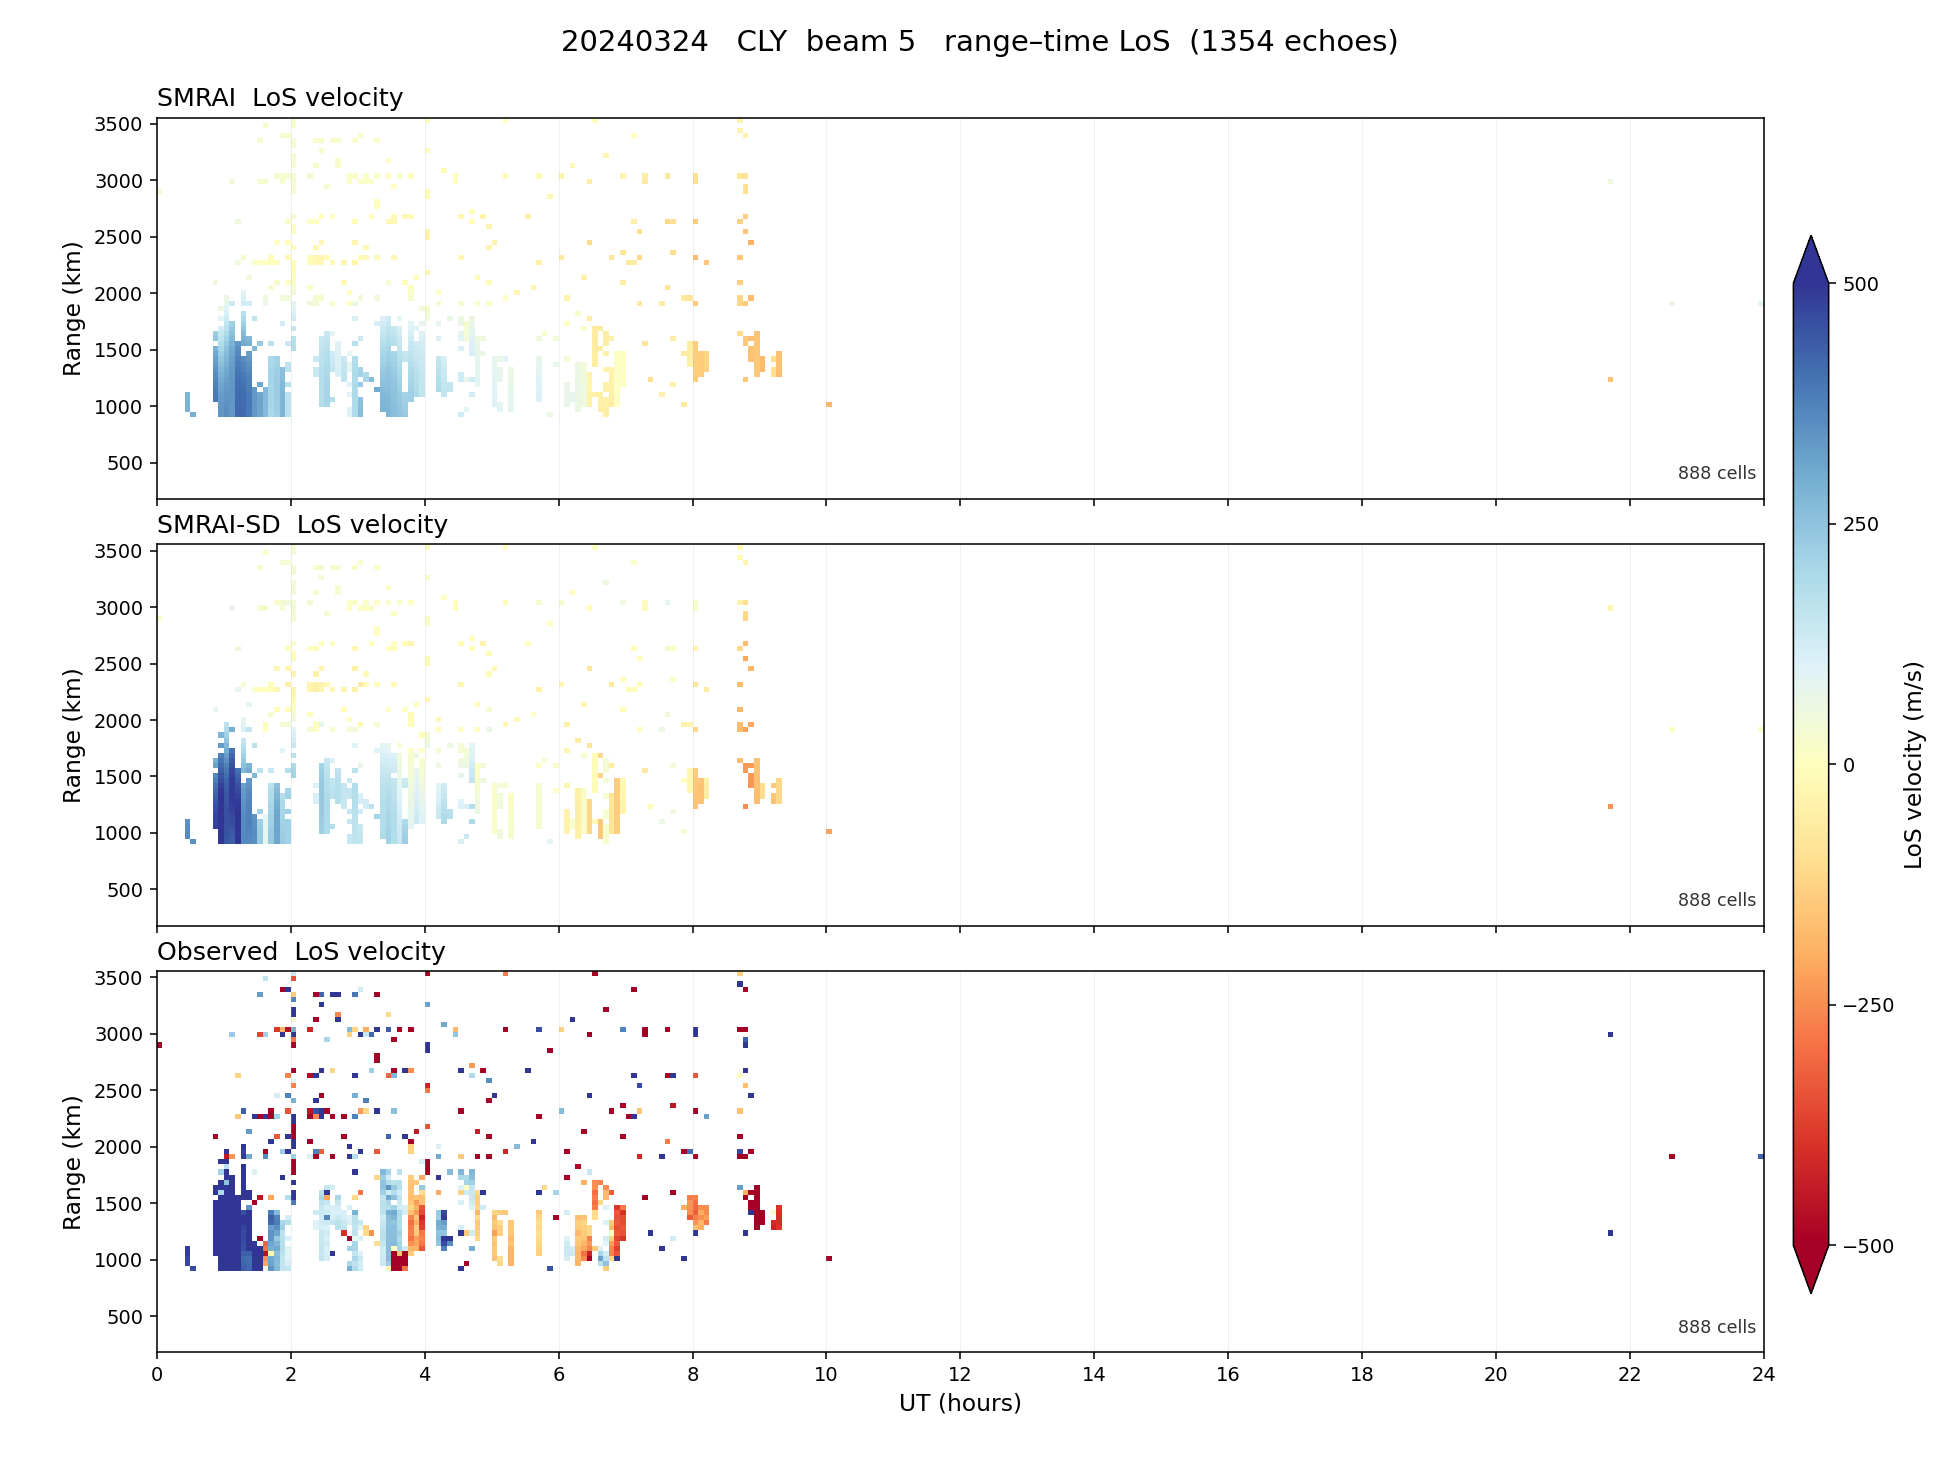 20240324   CLY  beam 5   range–time LoS  (1354 echoes)
SMRAI  LoS velocity
3500
3000
2500
2000
1500
1000
500
Range (km)
888 cells
SMRAI-SD  LoS velocity
3500
3000
2500
2000
1500
1000
500
Range (km)
888 cells
Observed  LoS velocity
3500
3000
2500
2000
1500
1000
500
Range (km)
888 cells
0 2 4 6 8 10 12 14 16 18 20 22 24
UT (hours)
500
250
0
−250
−500
LoS velocity (m/s)